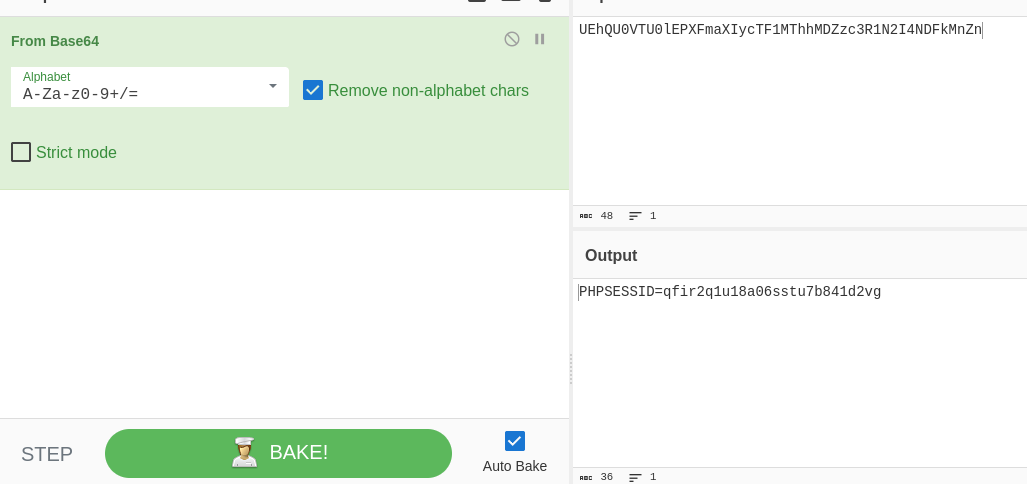 From Base64
Alphabet
A-Za-z0-9+/=
Remove non-alphabet chars
Strict mode
STEP
BAKE!
Auto Bake
UEhQU0VTU0lEPXFmaXIycTF1MThhMDZzc3R1N2I4NDFkMnZn
ABC 48 1
Output
PHPSESSID=qfir2q1u18a06sstu7b841d2vg
ABC 36 1